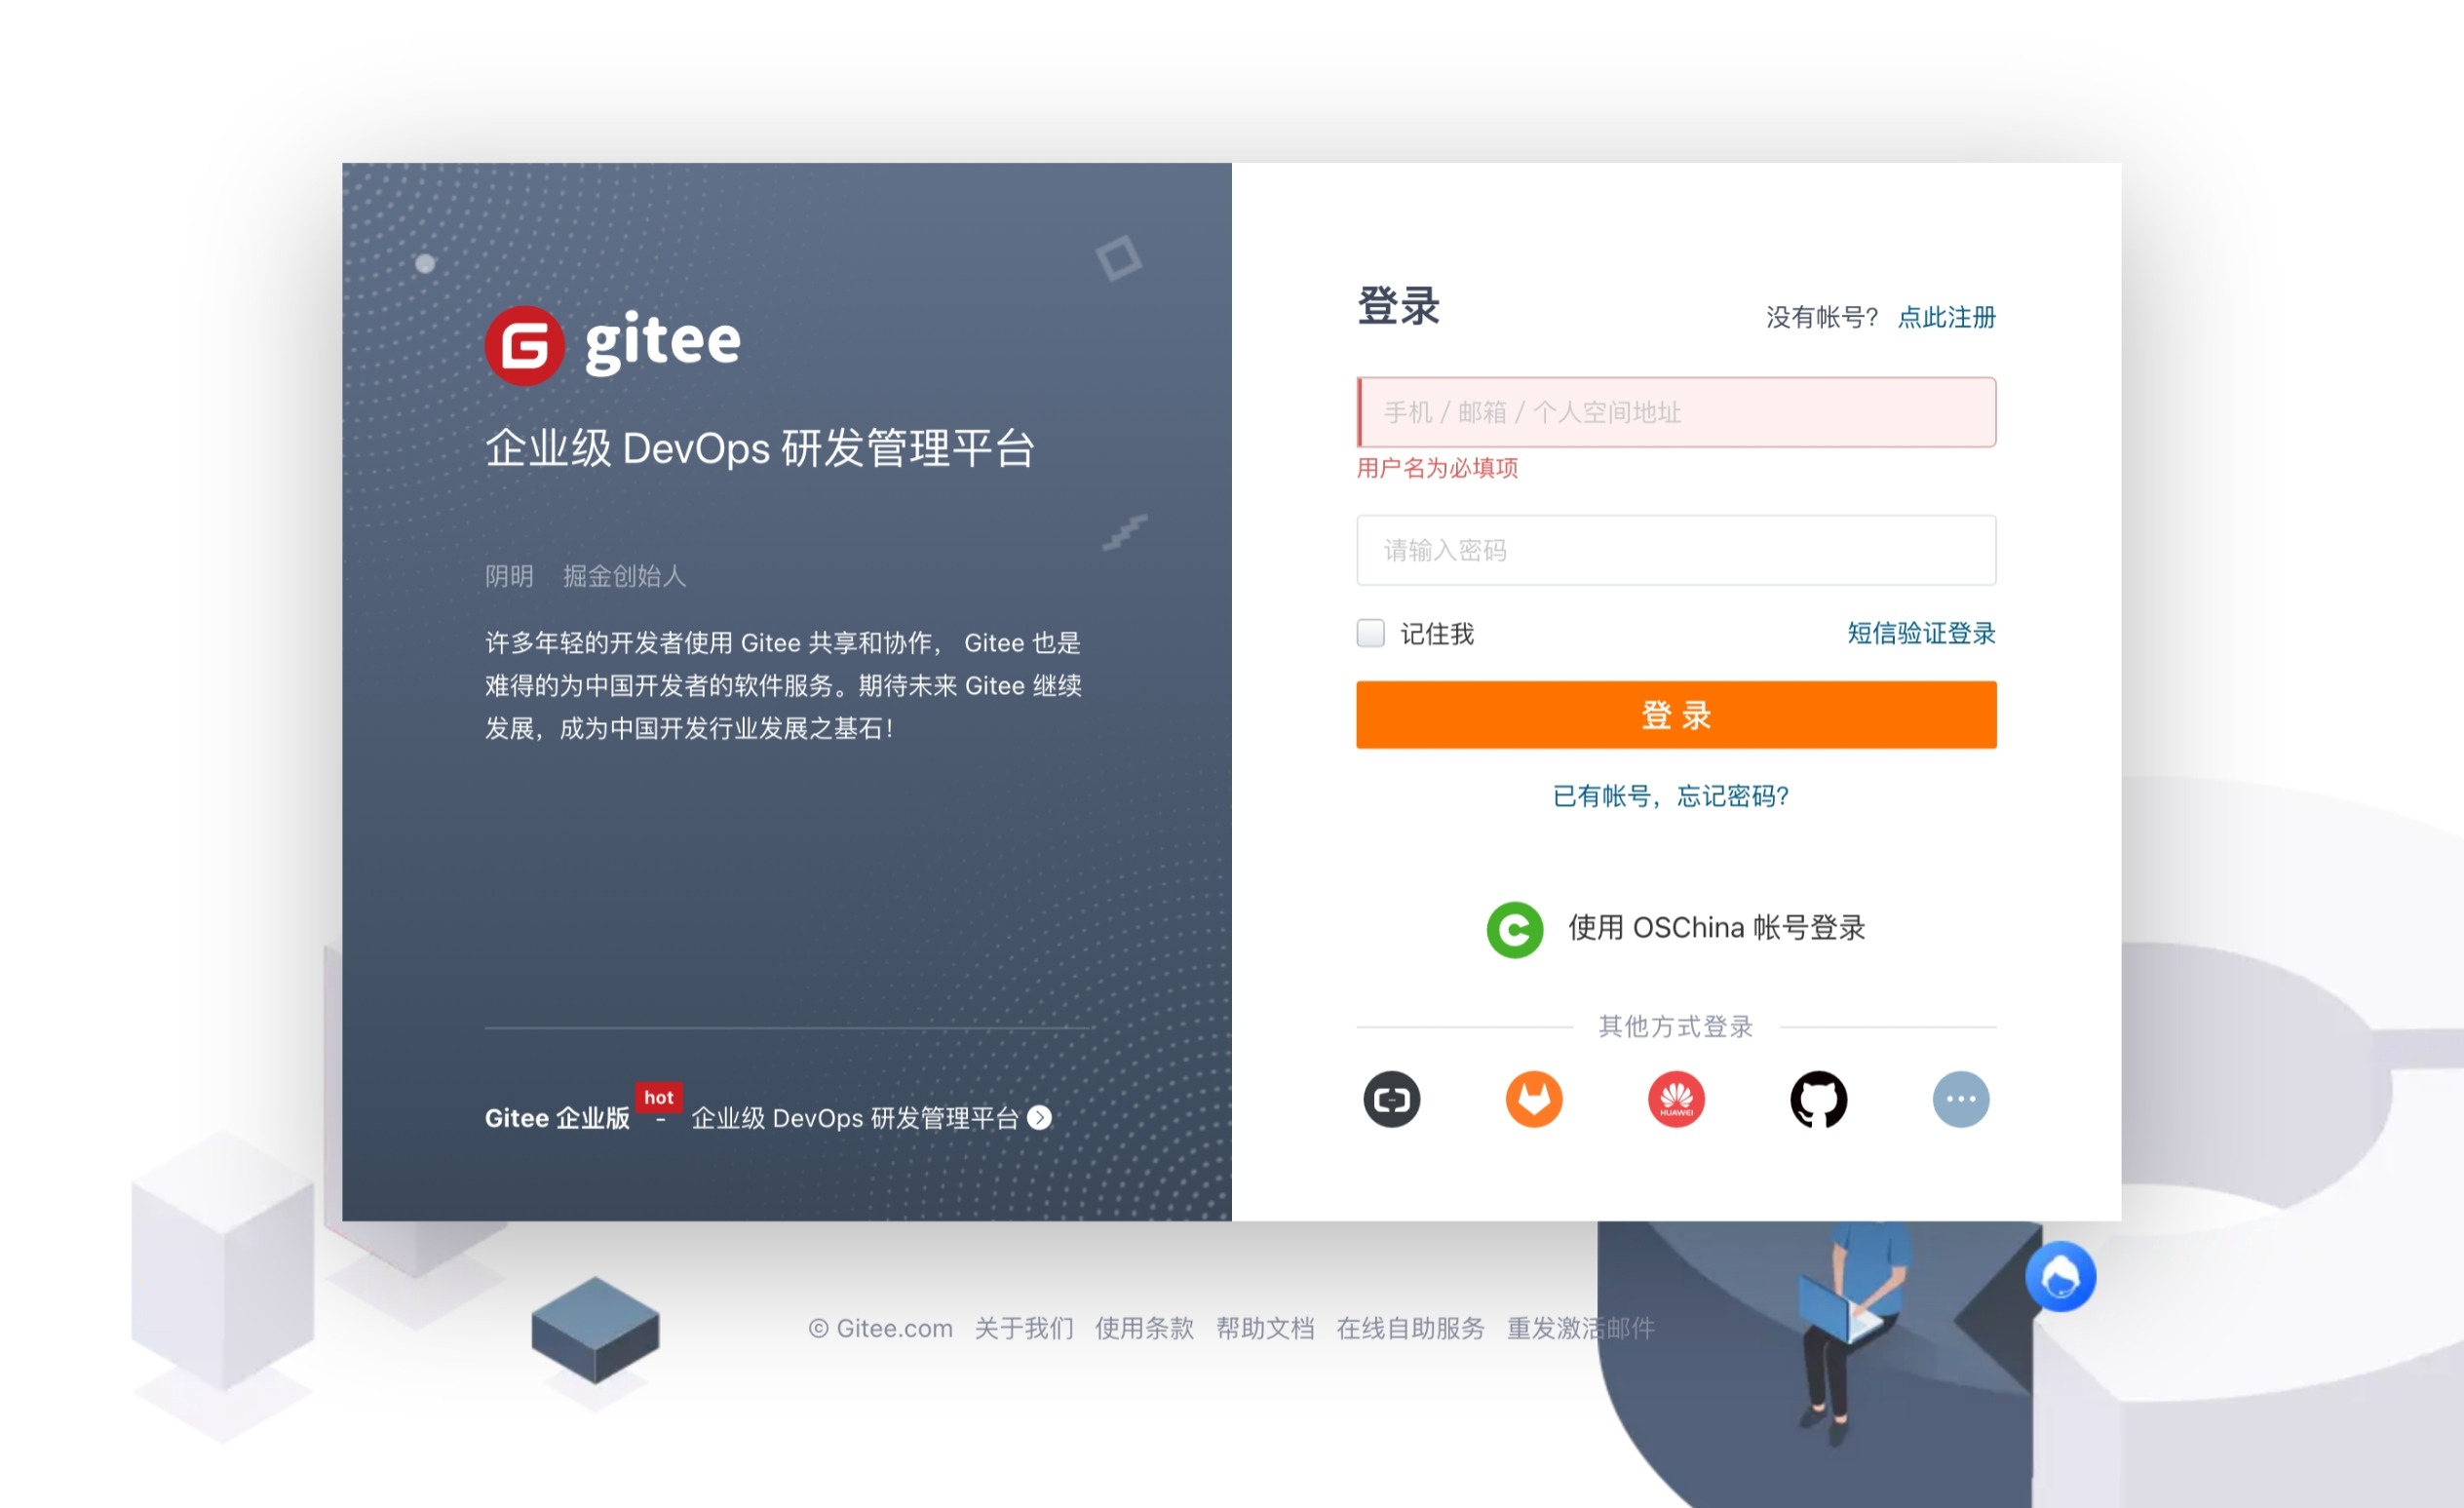 gitee
企业级 DevOps 研发管理平台
阴明 掘金创始人
许多年轻的开发者使用 Gitee 共享和协作， Gitee 也是
难得的为中国开发者的软件服务。期待未来 Gitee 继续
发展，成为中国开发行业发展之基石！
Gitee 企业版 hot - 企业级 DevOps 研发管理平台
登录
没有帐号？ 点此注册
手机 / 邮箱 / 个人空间地址
用户名为必填项
请输入密码
记住我
短信验证登录
登 录
已有帐号，忘记密码？
使用 OSChina 帐号登录
其他方式登录
HUAWEI
© Gitee.com 关于我们 使用条款 帮助文档 在线自助服务 重发激活邮件